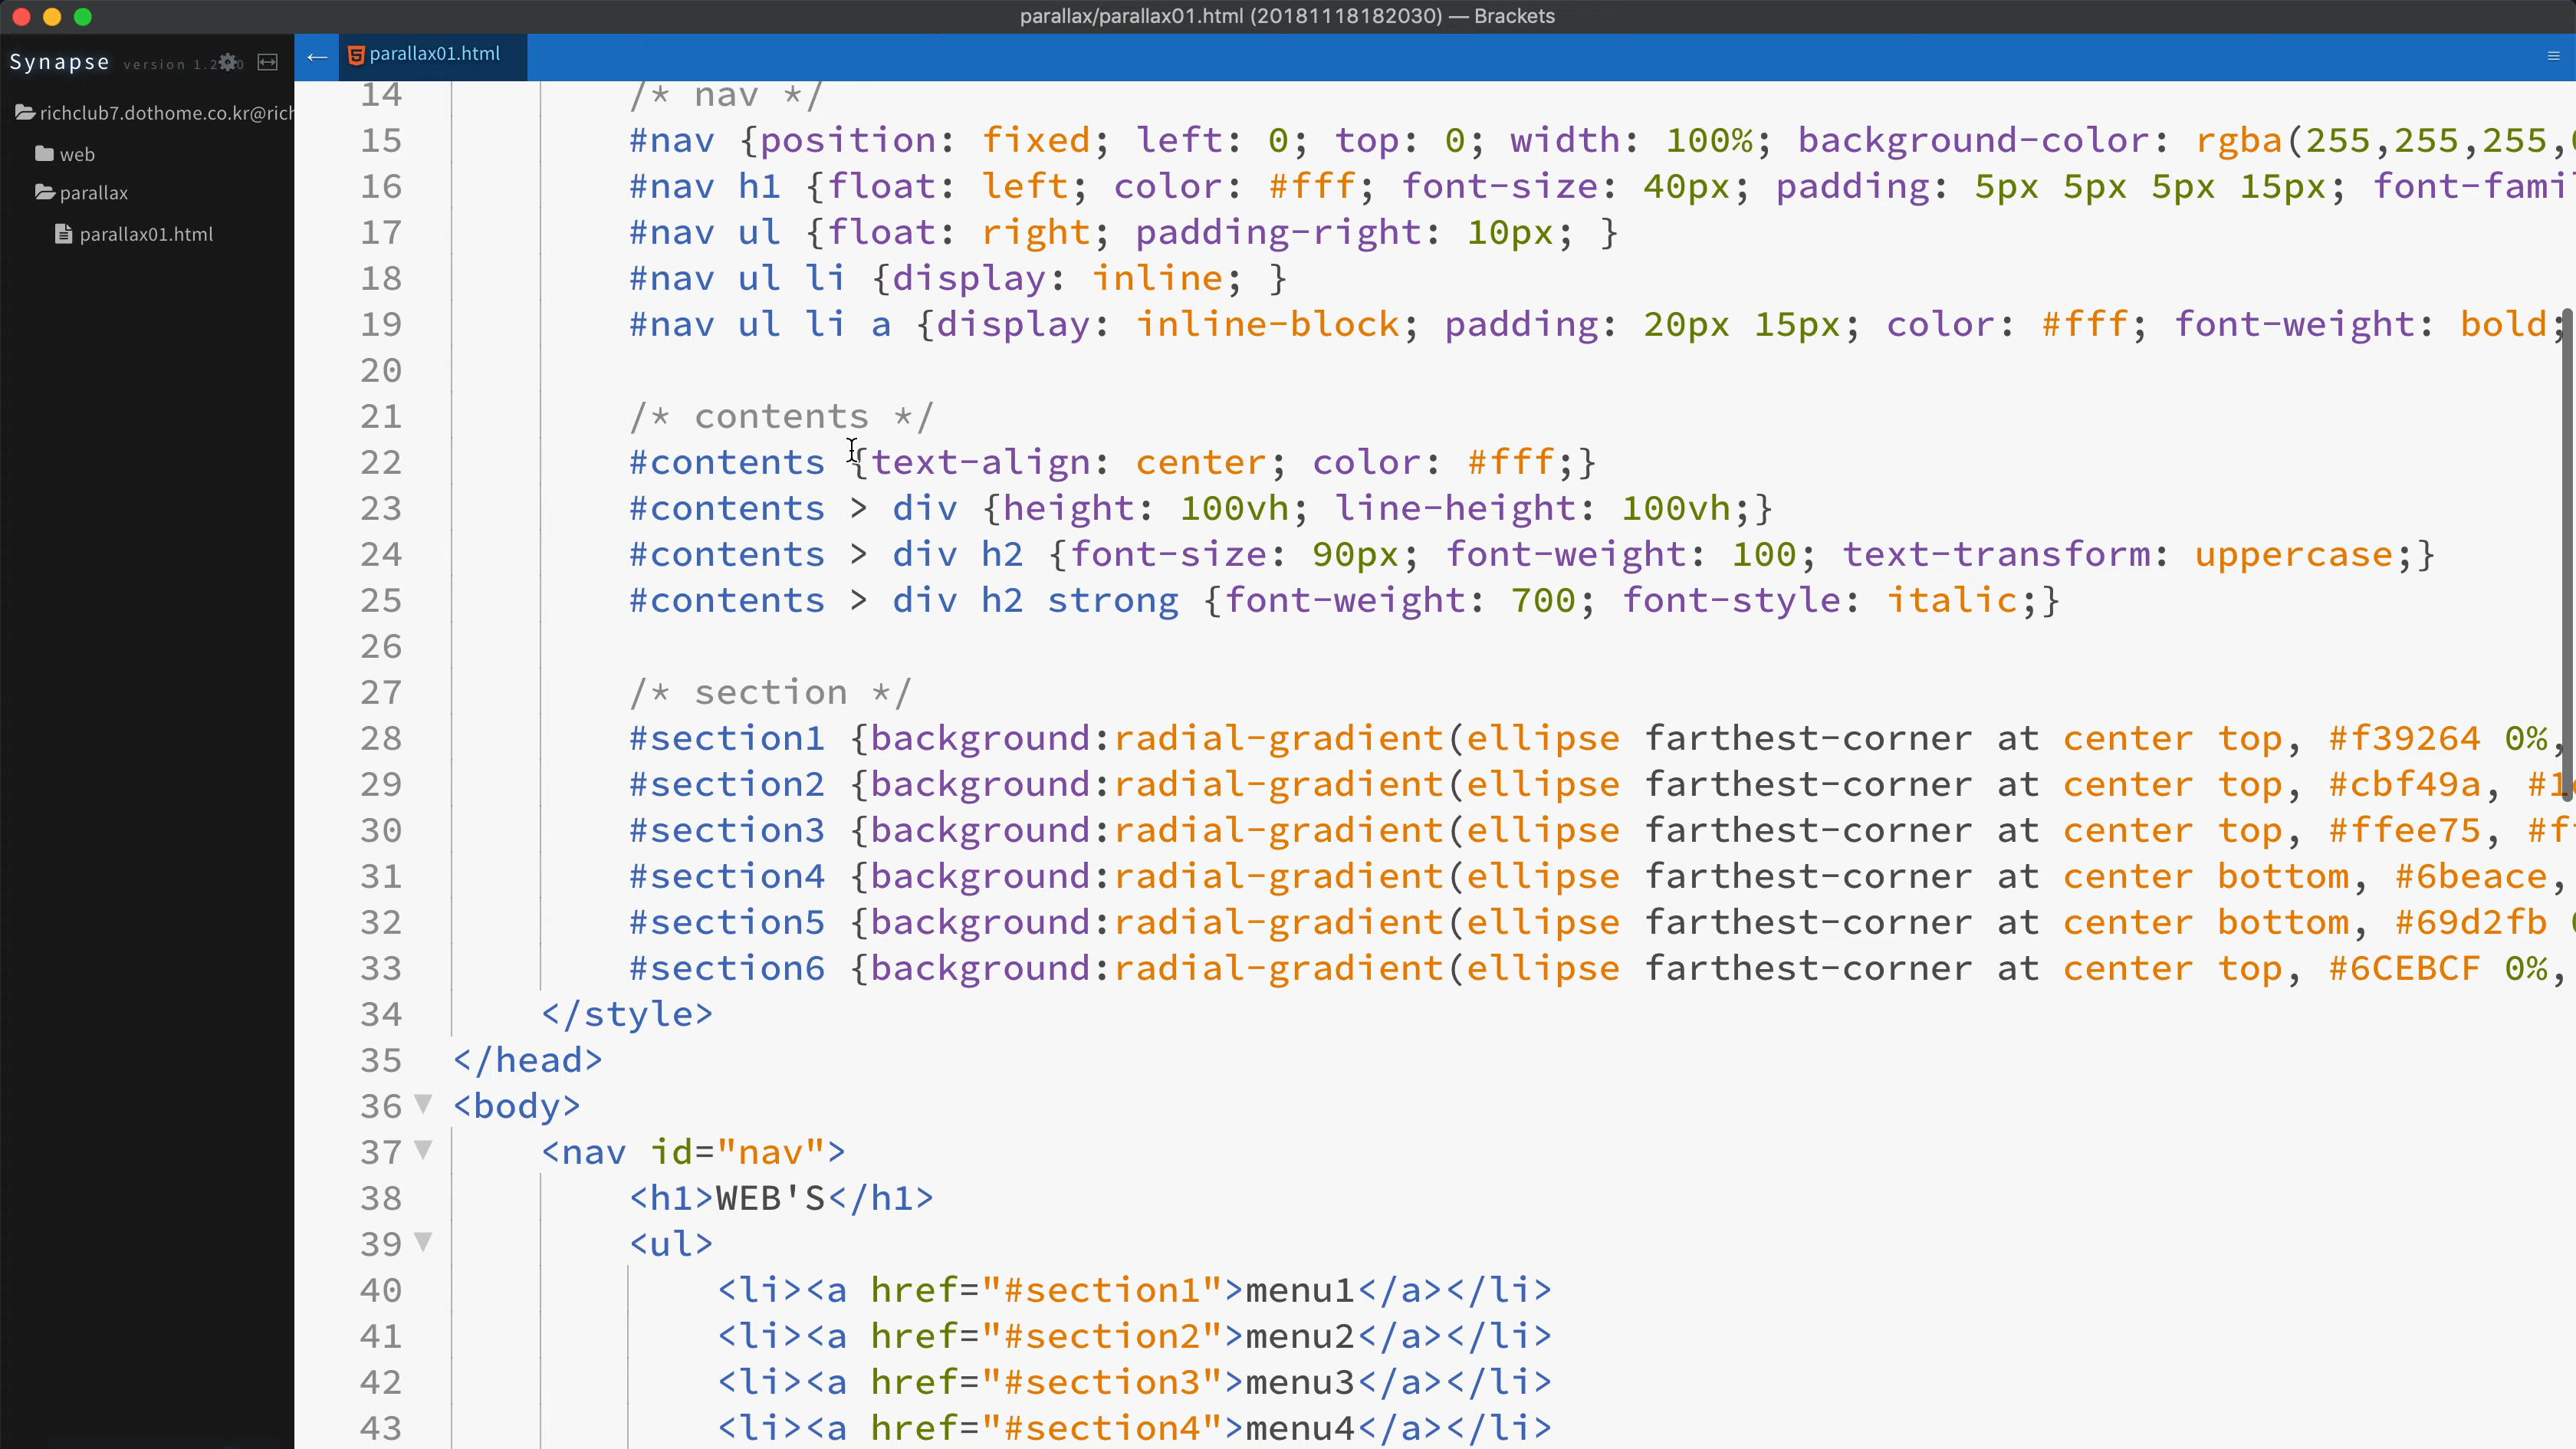 parallax/parallax01.html (20181118182030) — Brackets
Synapse version 1.2
← parallax01.html
richclub7.dothome.co.kr@rich
web
parallax
parallax01.html
14 /* nav */
15 #nav {position: fixed; left: 0; top: 0; width: 100%; background-color: rgba(255,255,255,
16 #nav h1 {float: left; color: #fff; font-size: 40px; padding: 5px 5px 5px 15px; font-fami
17 #nav ul {float: right; padding-right: 10px; }
18 #nav ul li {display: inline; }
19 #nav ul li a {display: inline-block; padding: 20px 15px; color: #fff; font-weight: bold;
20
21 /* contents */
22 #contents {text-align: center; color: #fff;}
23 #contents > div {height: 100vh; line-height: 100vh;}
24 #contents > div h2 {font-size: 90px; font-weight: 100; text-transform: uppercase;}
25 #contents > div h2 strong {font-weight: 700; font-style: italic;}
26
27 /* section */
28 #section1 {background:radial-gradient(ellipse farthest-corner at center top, #f39264 0%,
29 #section2 {background:radial-gradient(ellipse farthest-corner at center top, #cbf49a, #1
30 #section3 {background:radial-gradient(ellipse farthest-corner at center top, #ffee75, #f
31 #section4 {background:radial-gradient(ellipse farthest-corner at center bottom, #6beace,
32 #section5 {background:radial-gradient(ellipse farthest-corner at center bottom, #69d2fb
33 #section6 {background:radial-gradient(ellipse farthest-corner at center top, #6CEBCF 0%,
34 </style>
35 </head>
36 <body>
37 <nav id="nav">
38 <h1>WEB'S</h1>
39 <ul>
40 <li><a href="#section1">menu1</a></li>
41 <li><a href="#section2">menu2</a></li>
42 <li><a href="#section3">menu3</a></li>
43 <li><a href="#section4">menu4</a></li>